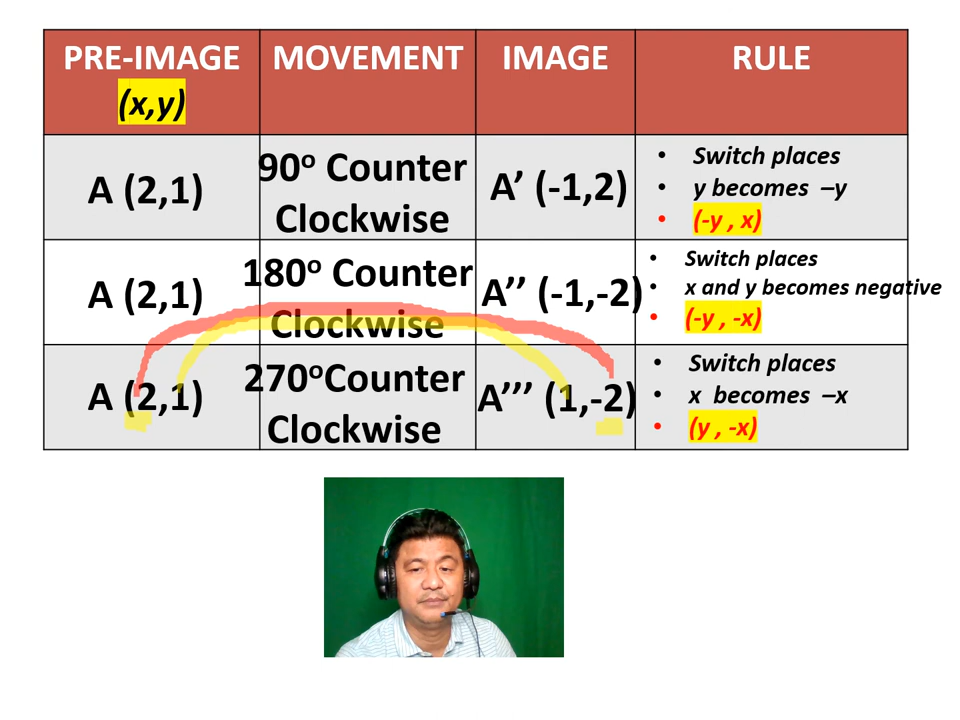 PRE-IMAGE MOVEMENT IMAGE RULE
(x,y)
A (2,1)
90o Counter
Clockwise
A’ (-1,2)
• Switch places
• y becomes –y
• (-y , x)
A (2,1)
180o Counter
Clockwise
A’’ (-1,-2)
• Switch places
• x and y becomes negative
• (-y , -x)
A (2,1)
270oCounter
Clockwise
A’’’ (1,-2)
• Switch places
• x becomes –x
• (y , -x)